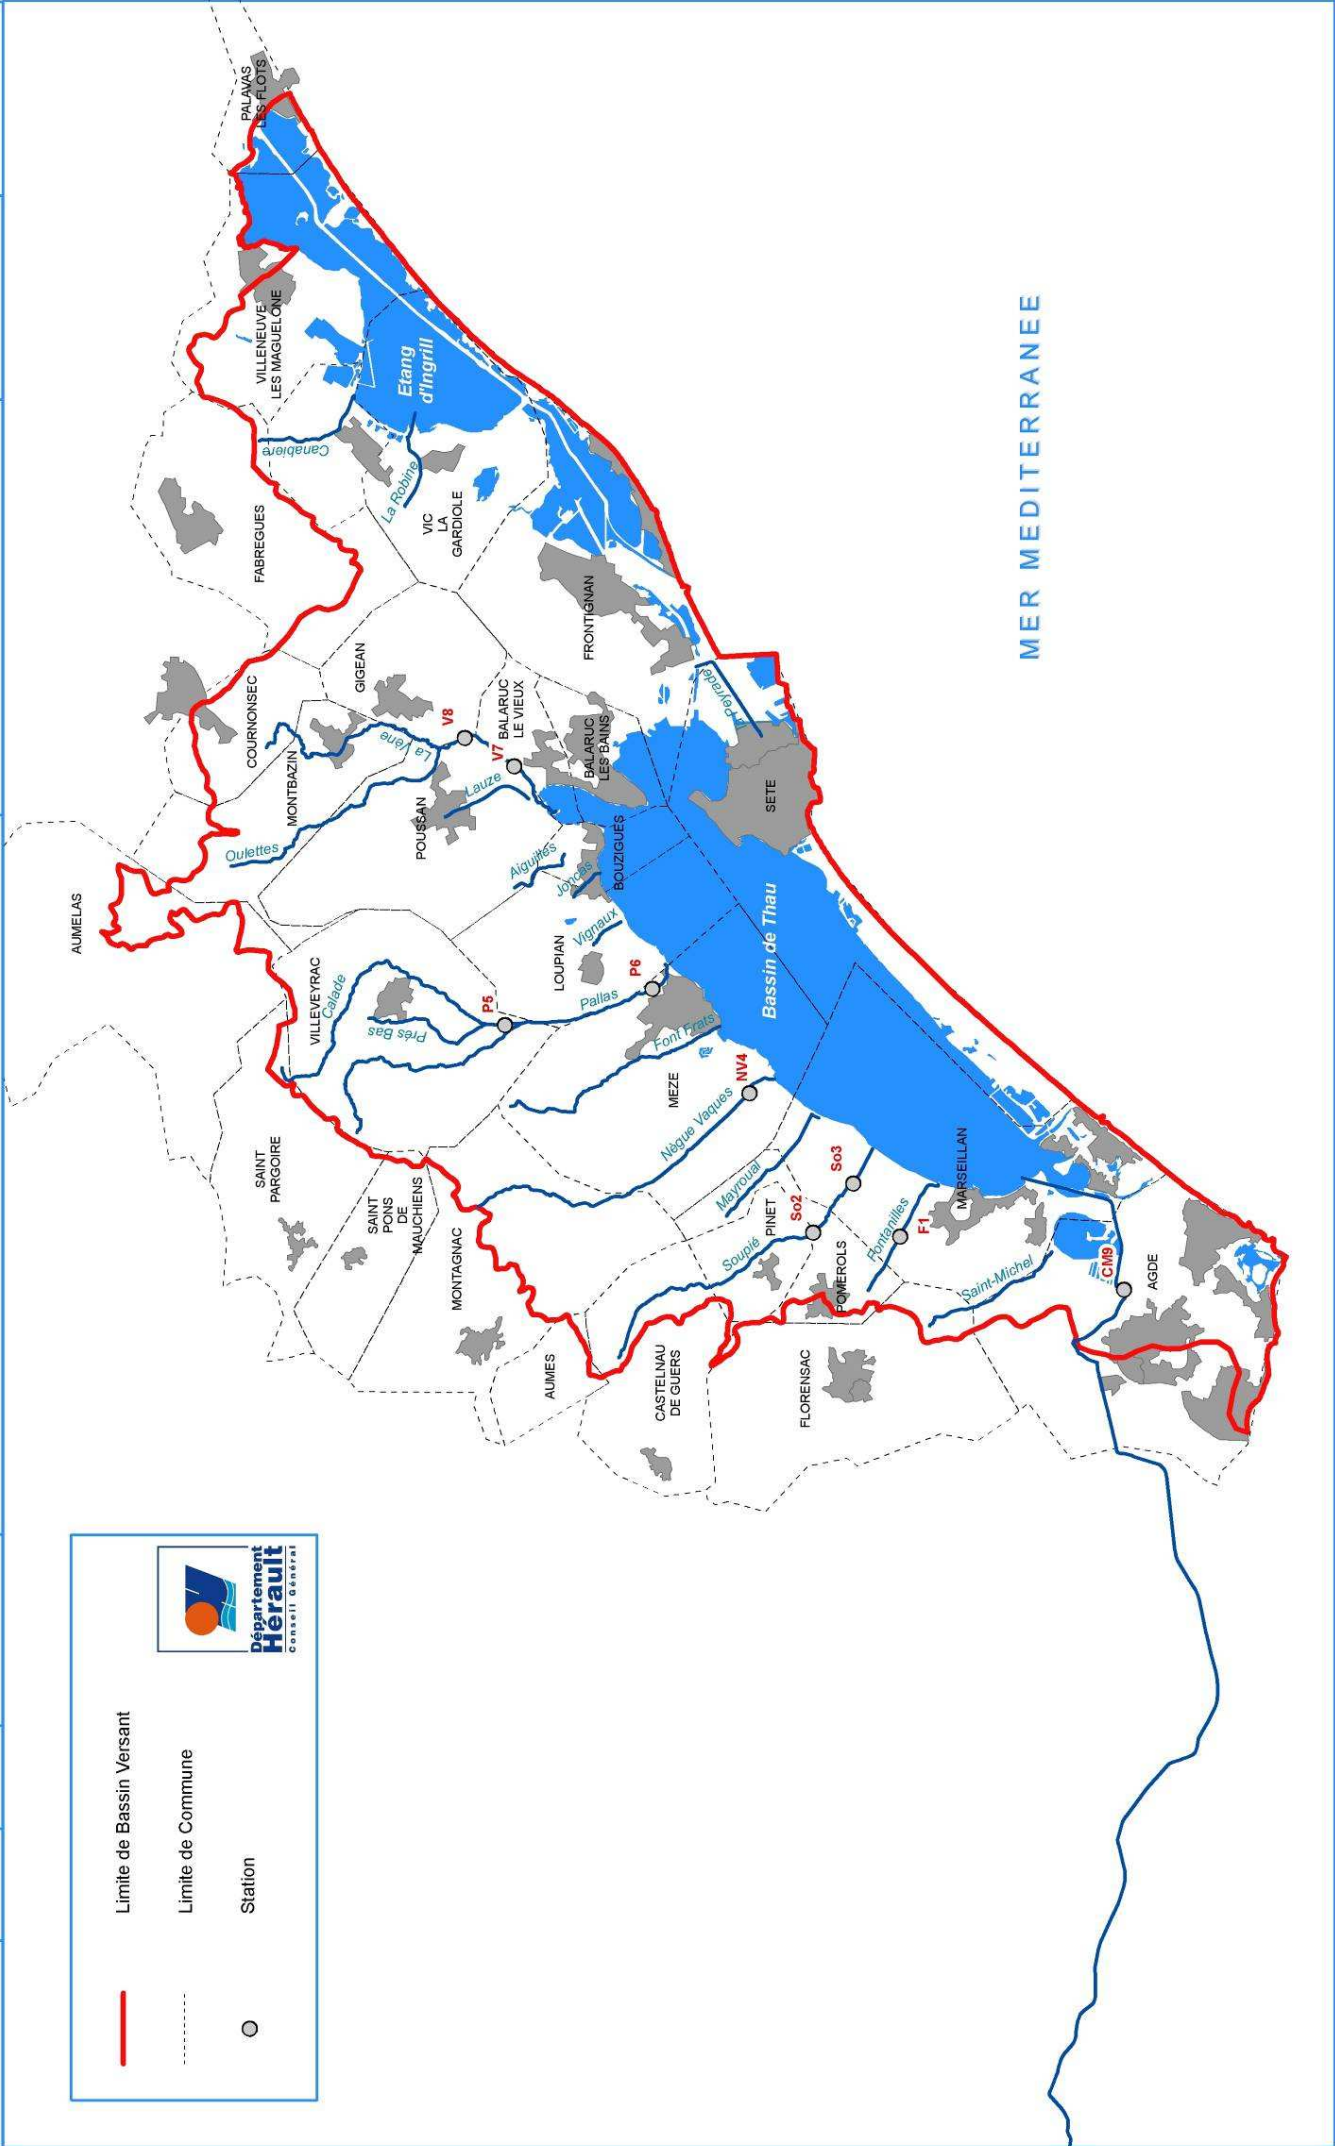 Limite de Bassin Versant
Limite de Commune
Station
Département
Hérault
Conseil Général
AUMELAS
SAINT
PARGOIRE
SAINT
PONS
DE
MAUCHIENS
MONTAGNAC
AUMES
CASTELNAU
DE GUERS
FLORENSAC
VILLEVEYRAC
Calade
Prés Bas
P5
LOUPIAN
Pallas
P6
Vignaux
Font Frats
MEZE
Nègue Vaques
NV4
Mayroual
PINET
Soupié
So2
So3
POMEROLS
Fontanilles
F1
MARSEILLAN
Saint-Michel
CM9
AGDE
Bassin de Thau
COURNONSEC
MONTBAZIN
Oulettes
GIGEAN
La Vène
V8
V7
POUSSAN
Lauze
Aiguilles
Joncas
BOUZIGUES
BALARUC
LE VIEUX
BALARUC
LES BAINS
SETE
FRONTIGNAN
FABREGUES
VIC
LA
GARDIOLE
La Robine
Canabière
Etang
d'Ingrill
VILLENEUVE
LES MAGUELONE
PALAVAS
LES FLOTS
MER MEDITERRANEE